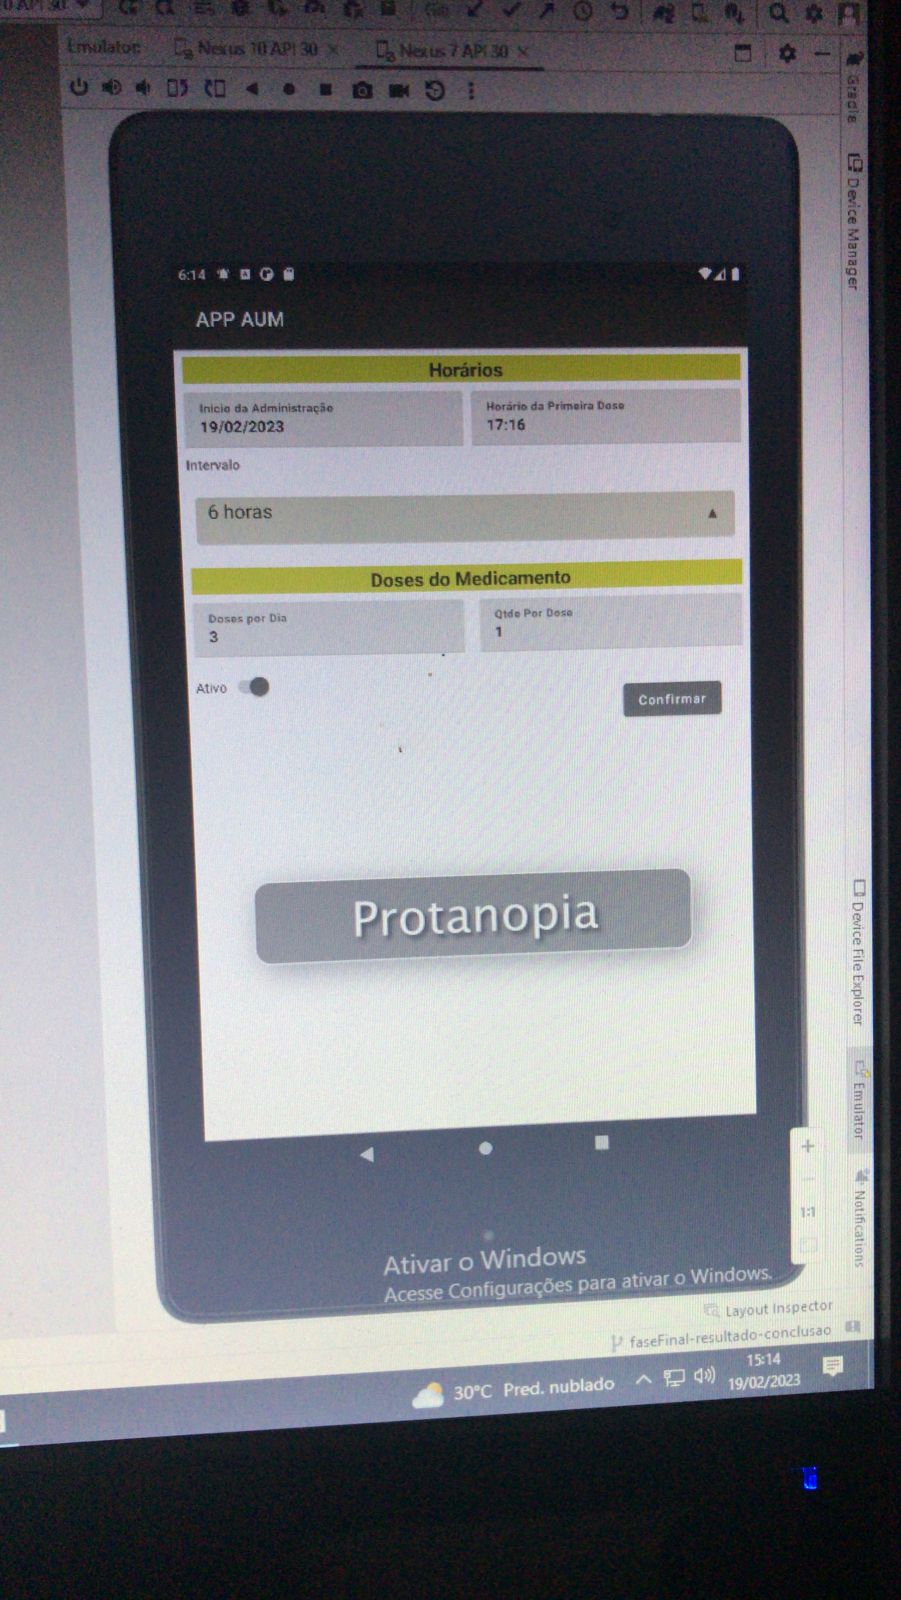 Emulator: Nexus 10 API 30 × Nexus 7 API 30 ×
Gradle
Device Manager
6:14
APP AUM
Horários
Inicio da Administração
19/02/2023
Horário da Primeira Dose
17:16
Intervalo
6 horas
Doses do Medicamento
Doses por Dia
3
Qtde Por Dose
1
Ativo
Confirmar
Protanopia
Device File Explorer
Emulator
Notifications
1:1
Ativar o Windows
Acesse Configurações para ativar o Windows.
Layout Inspector
faseFinal-resultado-conclusao
30°C Pred. nublado
15:14
19/02/2023